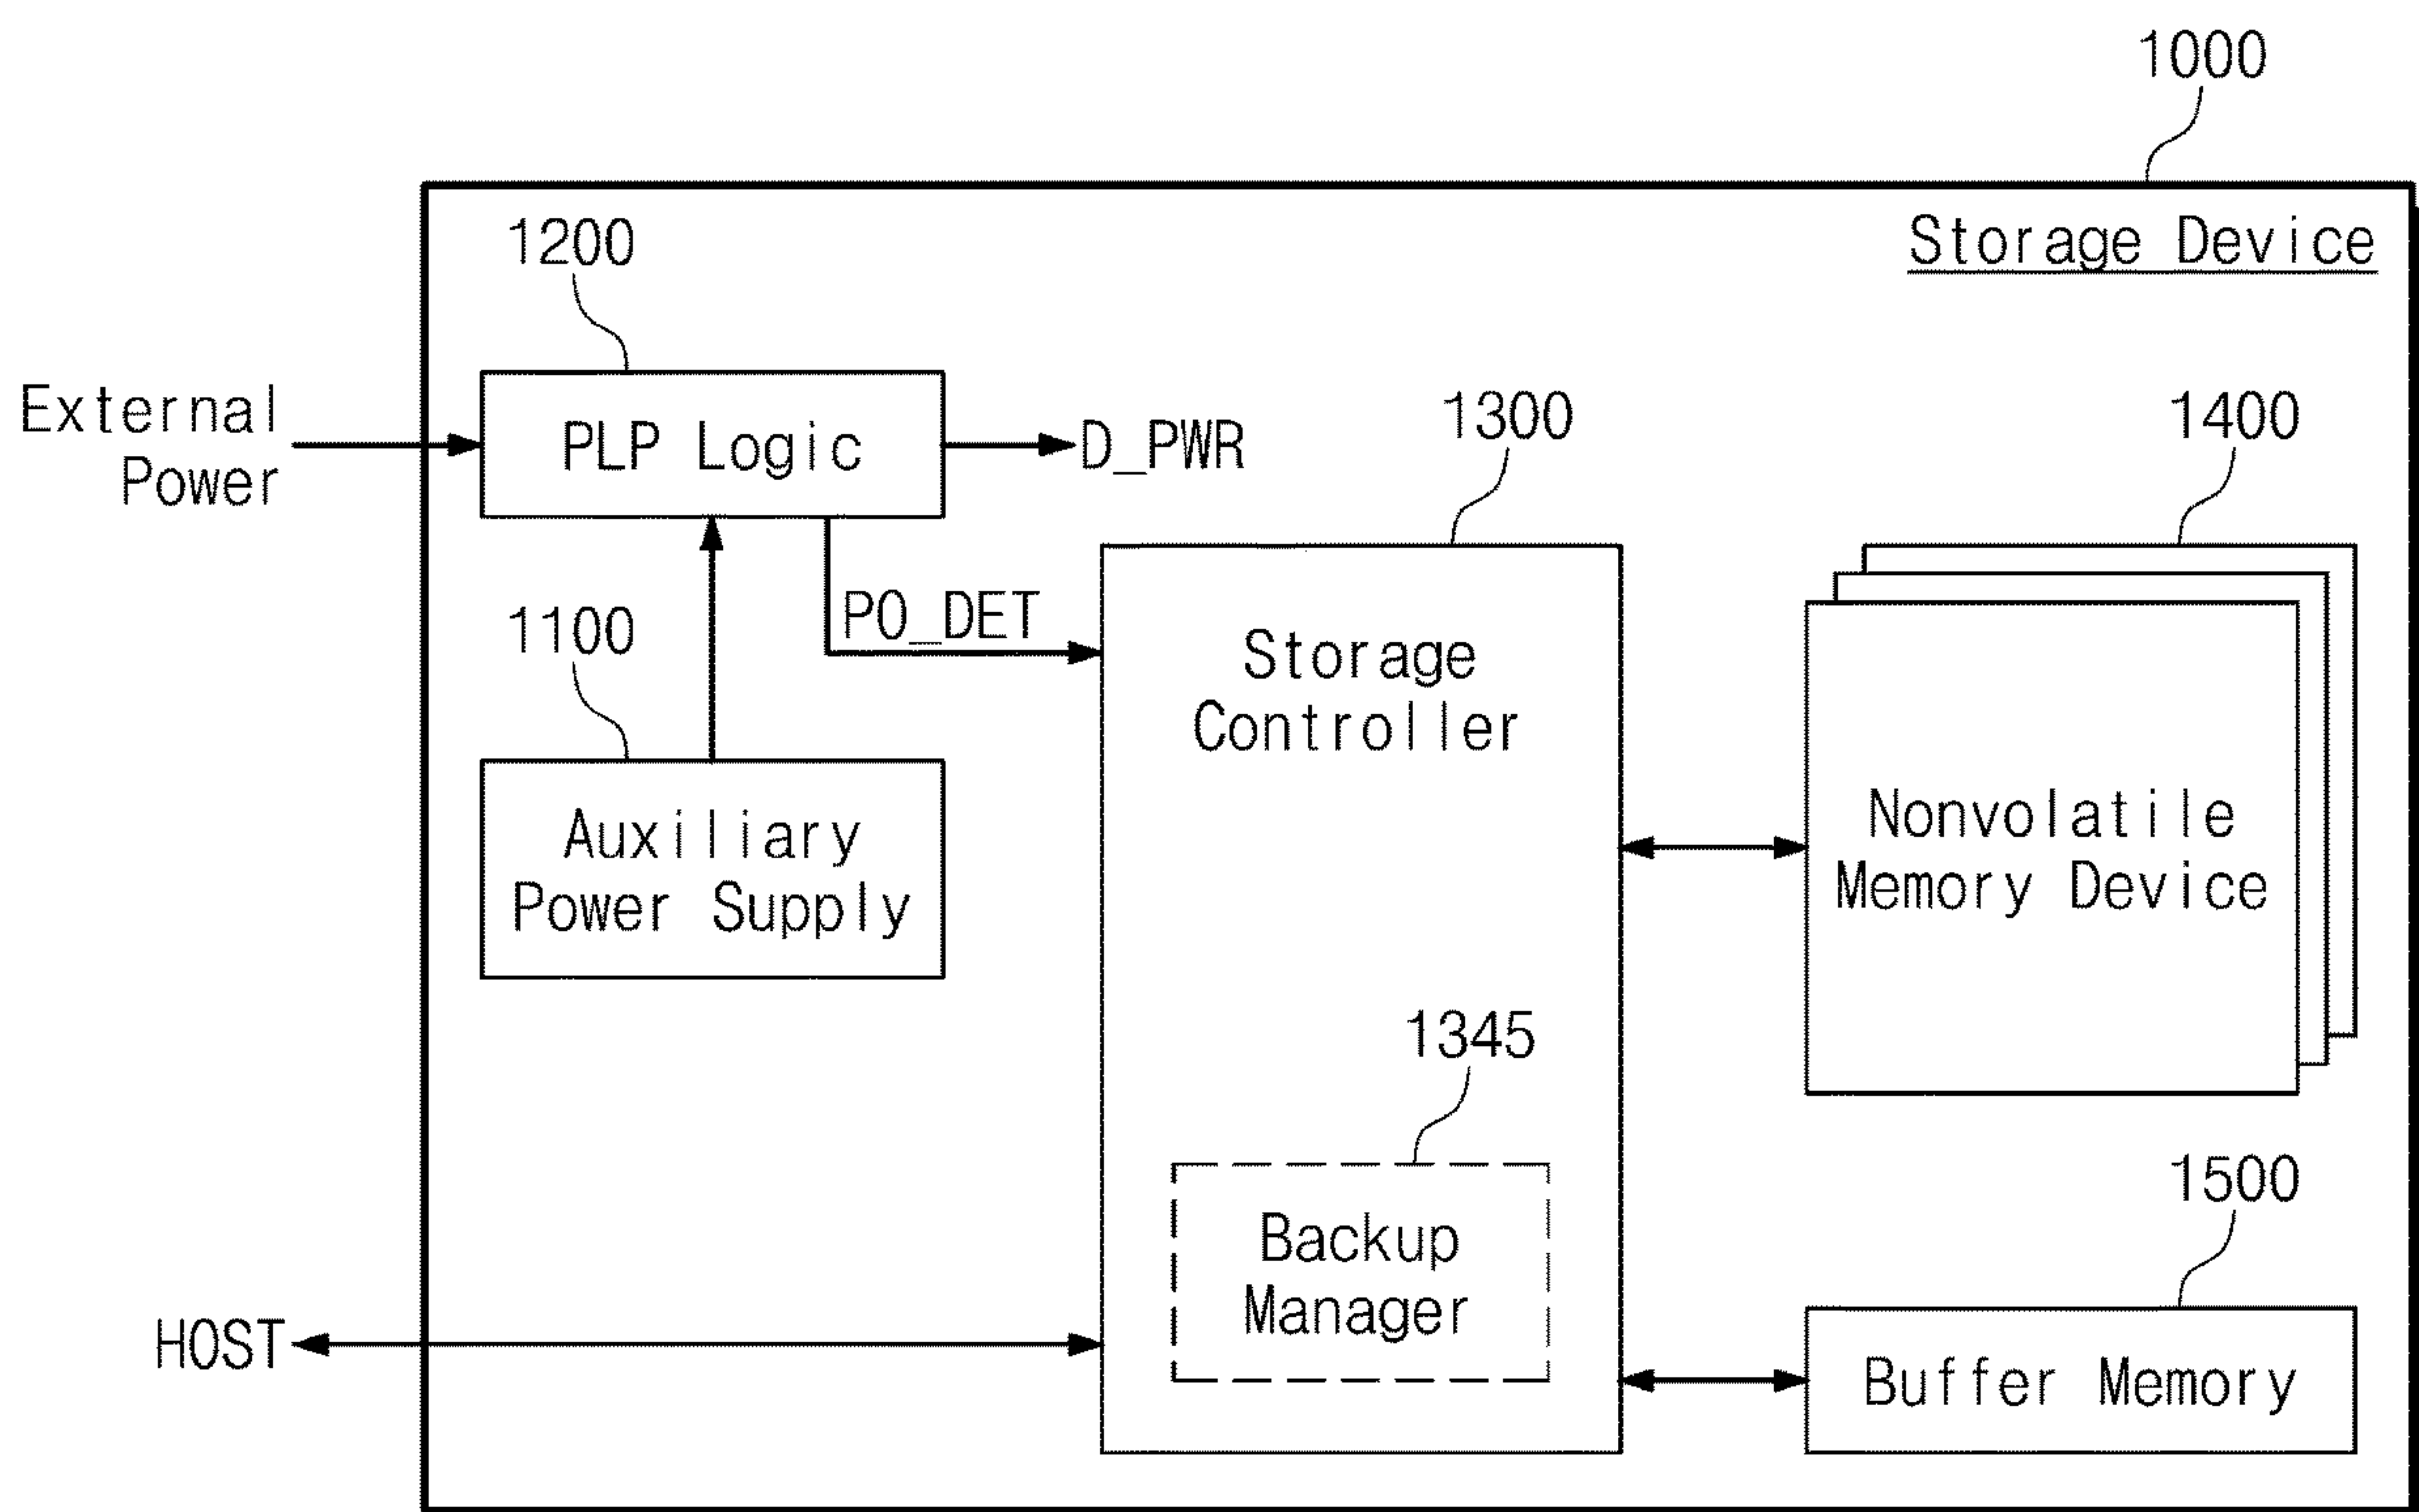 1000
Storage Device
1200
External
Power
PLP Logic
D_PWR
1300
1400
PO_DET
1100
Storage
Controller
Auxiliary
Power Supply
Nonvolatile
Memory Device
1345
Backup
Manager
1500
HOST
Buffer Memory